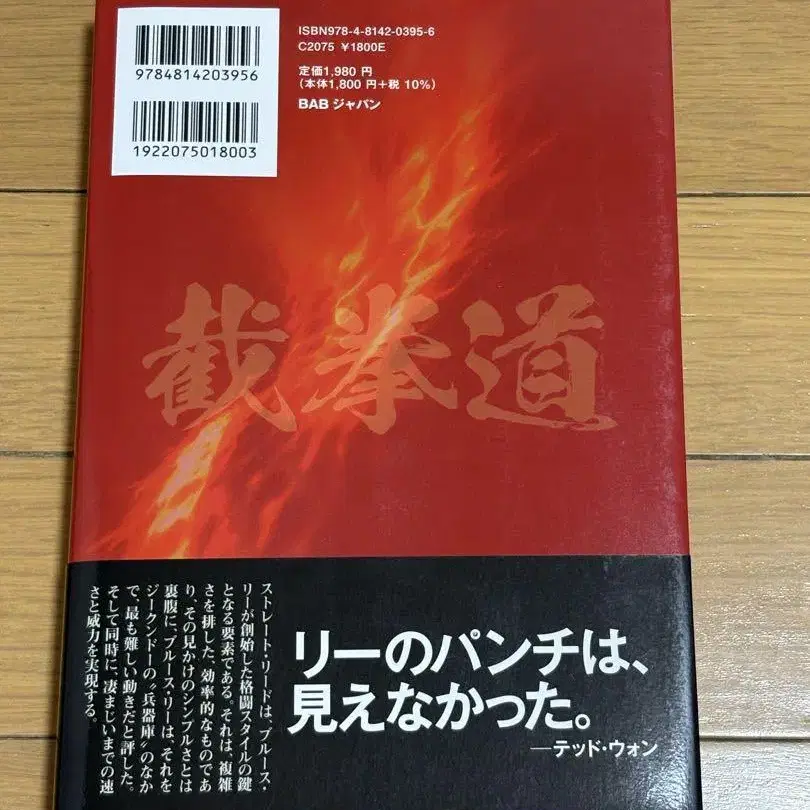 ISBN978-4-8142-0395-6
C2075 ¥1800E
定価1,980 円
(本体1,800 円+税 10%)
BAB ジャパン
9784814203956
1922075018003
截拳道
リーのパンチは、
見えなかった。
―テッド・ウォン
ストレート・リードは、ブルース・
リーが創始した格闘スタイルの鍵
となる要素である。それは、複雑
さを排した、効率的なものであ
り、その見かけのシンプルさとは
裏腹に、ブルース・リーは、それを
ジークンドーの〝兵器庫〟のなか
で、最も難しい動きだと評した。
そして同時に、凄まじいまでの速
さと威力を実現する。